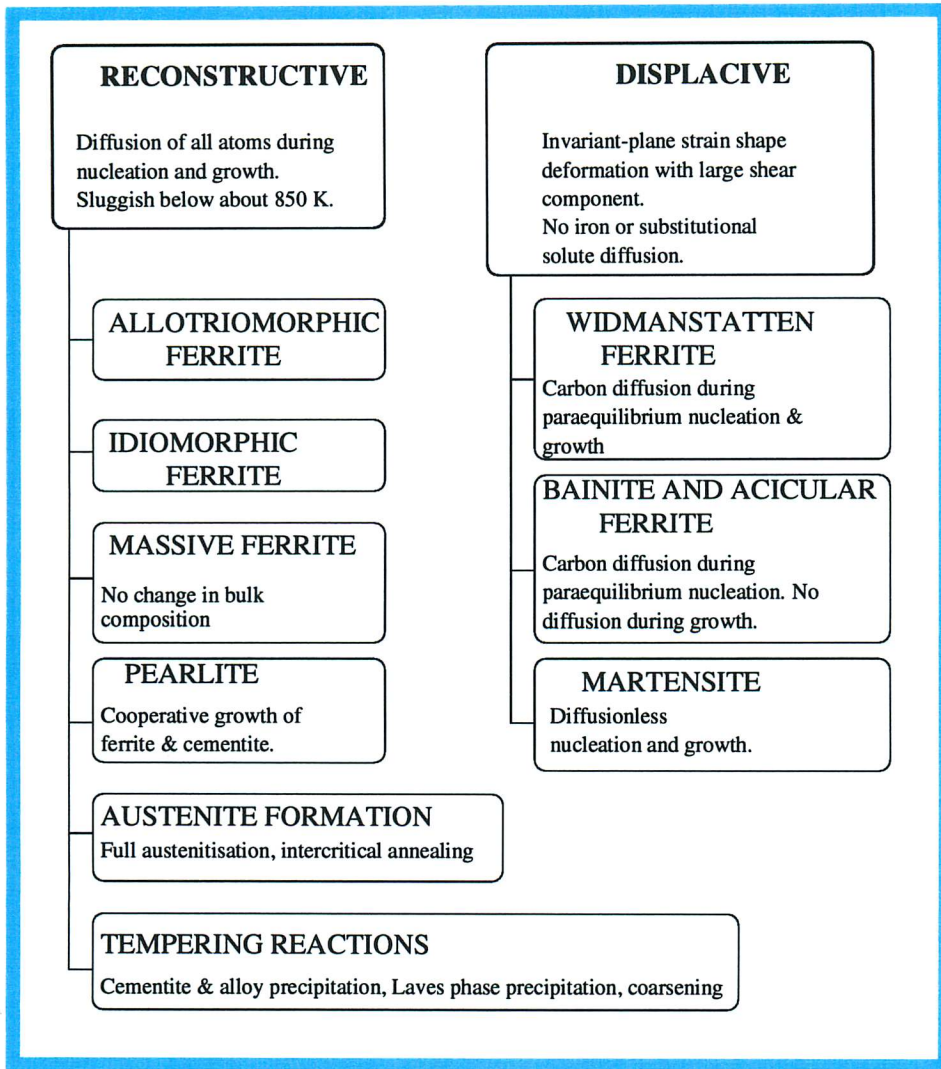 RECONSTRUCTIVE
Diffusion of all atoms during
nucleation and growth.
Sluggish below about 850 K.
ALLOTRIOMORPHIC
FERRITE
IDIOMORPHIC
FERRITE
MASSIVE FERRITE
No change in bulk
composition
PEARLITE
Cooperative growth of
ferrite & cementite.
AUSTENITE FORMATION
Full austenitisation, intercritical annealing
TEMPERING REACTIONS
Cementite & alloy precipitation, Laves phase precipitation, coarsening
DISPLACIVE
Invariant-plane strain shape
deformation with large shear
component.
No iron or substitutional
solute diffusion.
WIDMANSTATTEN
FERRITE
Carbon diffusion during
paraequilibrium nucleation &
growth
BAINITE AND ACICULAR
FERRITE
Carbon diffusion during
paraequilibrium nucleation. No
diffusion during growth.
MARTENSITE
Diffusionless
nucleation and growth.